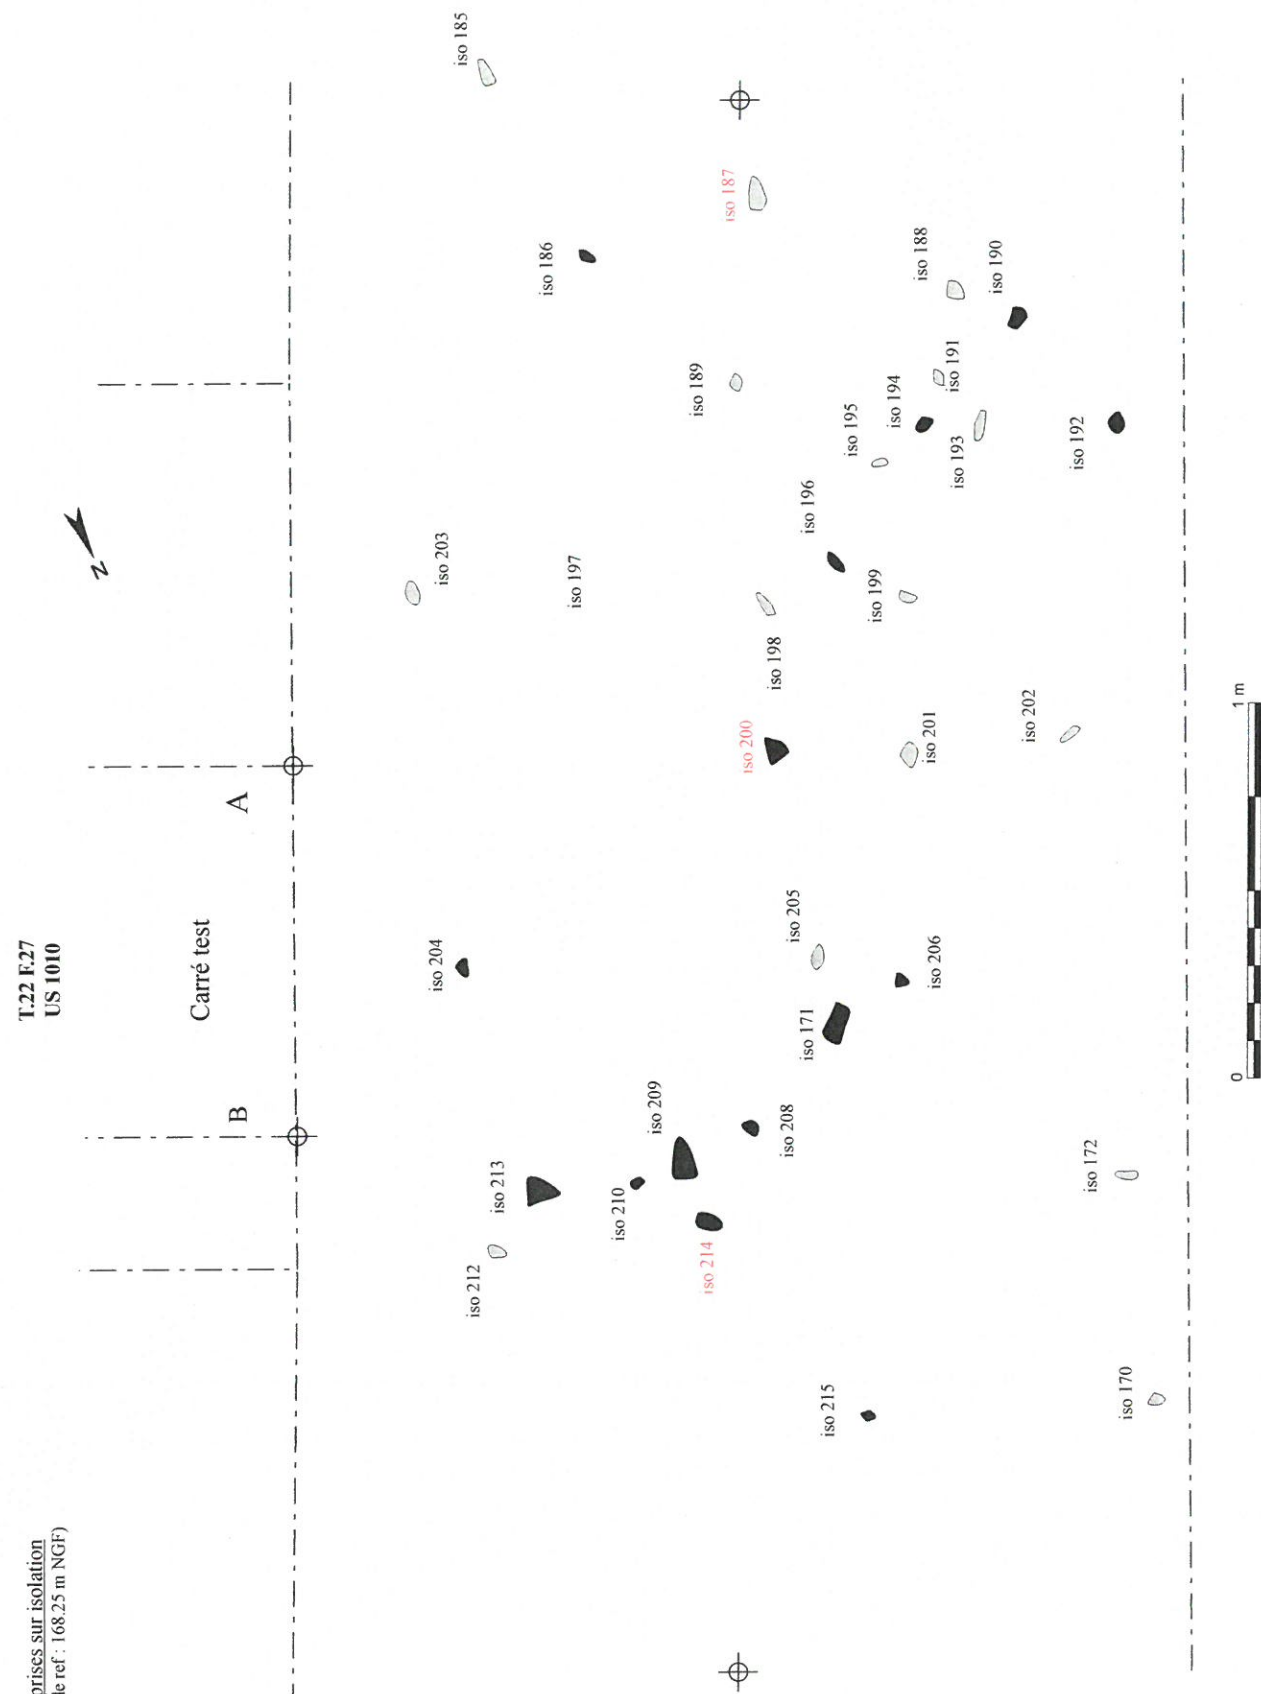 T.22 F.27
US 1010
prises sur isolation
ref : 168.25 m NGF)
Carré test
A
B
N
iso 185
iso 187
iso 186
iso 188
iso 190
iso 189
iso 191
iso 194
iso 195
iso 193
iso 192
iso 196
iso 203
iso 197
iso 199
iso 198
iso 200
iso 201
iso 202
iso 204
iso 205
iso 206
iso 171
iso 209
iso 208
iso 213
iso 210
iso 172
iso 214
iso 212
iso 215
iso 170
0
1 m